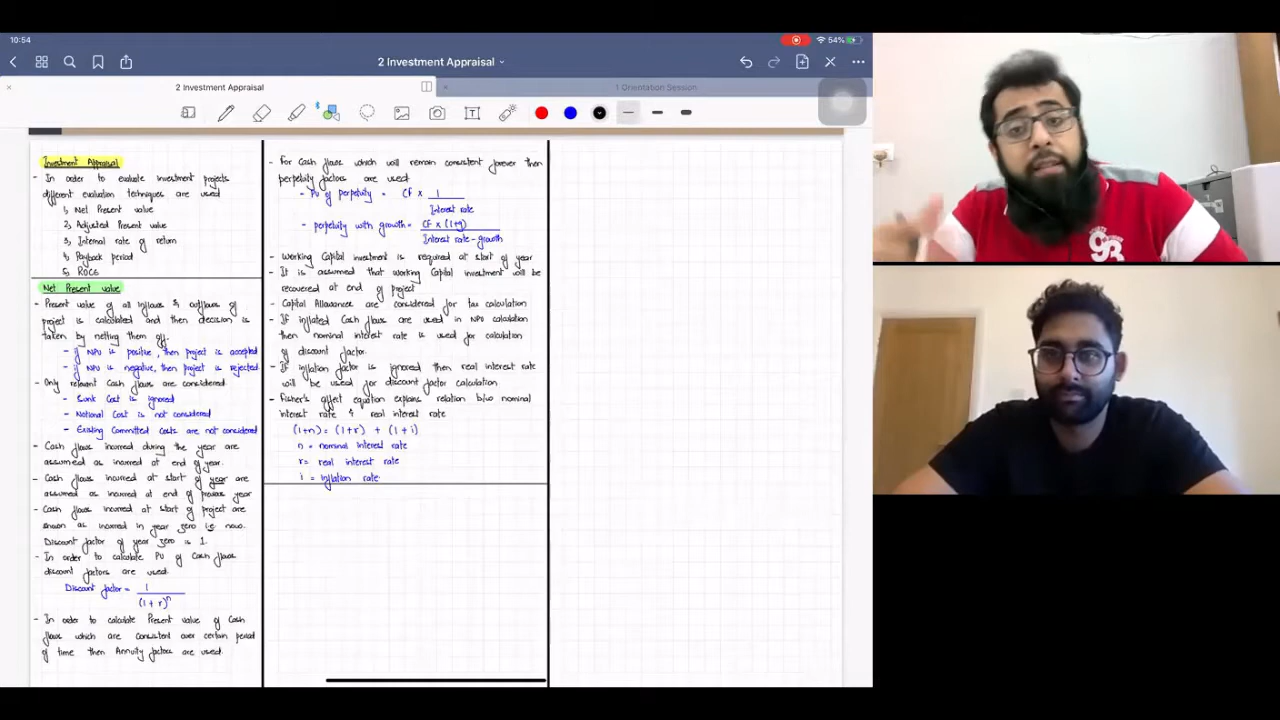 10:54
54%
2 Investment Appraisal
2 Investment Appraisal
1 Orientation Session
Investment Appraisal
- In order to evaluate investment projects
different evaluation techniques are used
1, Net Present value
2, Adjusted Present value
3, Internal rate of return
4, Payback period
5, ROCE
Net Present value
- Present value of all inflows & outflows of
project is calculated and then decision is
taken by netting them off.
- if NPV is positive, then project is accepted
- if NPV is negative, then project is rejected
- Only relevant Cash flows are considered
- Sunk Cost is ignored
- Notional Cost is not considered
- Existing Committed Costs are not considered
- Cash flows incurred during the year are
assumed as incurred at end of year.
- Cash flows incurred at start of year are
assumed as incurred at end of previous year
- Cash flows incurred at start of project are
shown as incurred in year zero i.e. now.
Discount factor of year zero is 1.
- In order to calculate PV of Cash flows
discount factors are used.
Discount factor = 1
(1 + r)^n
- In order to calculate Present value of Cash
flows which are consistent over certain period
of time then Annuity factors are used.
- For Cash flows which will remain consistent forever then
perpetuity factors are used
- PV of perpetuity = CF × 1
Interest rate
- perpetuity with growth = CF × (1+g)
Interest rate - growth
- Working Capital investment is required at start of year
- It is assumed that working Capital investment will be
recovered at end of project
- Capital Allowances are considered for tax calculation
- If inflated Cash flows are used in NPV calculation
then nominal interest rate is used for calculation
of discount factor.
- If inflation factor is ignored then real interest rate
will be used for discount factor calculation
- Fisher's affect equation explains relation b/w nominal
interest rate & real interest rate
(1+n) = (1+r) + (1+i)
n = nominal interest rate
r = real interest rate
i = inflation rate